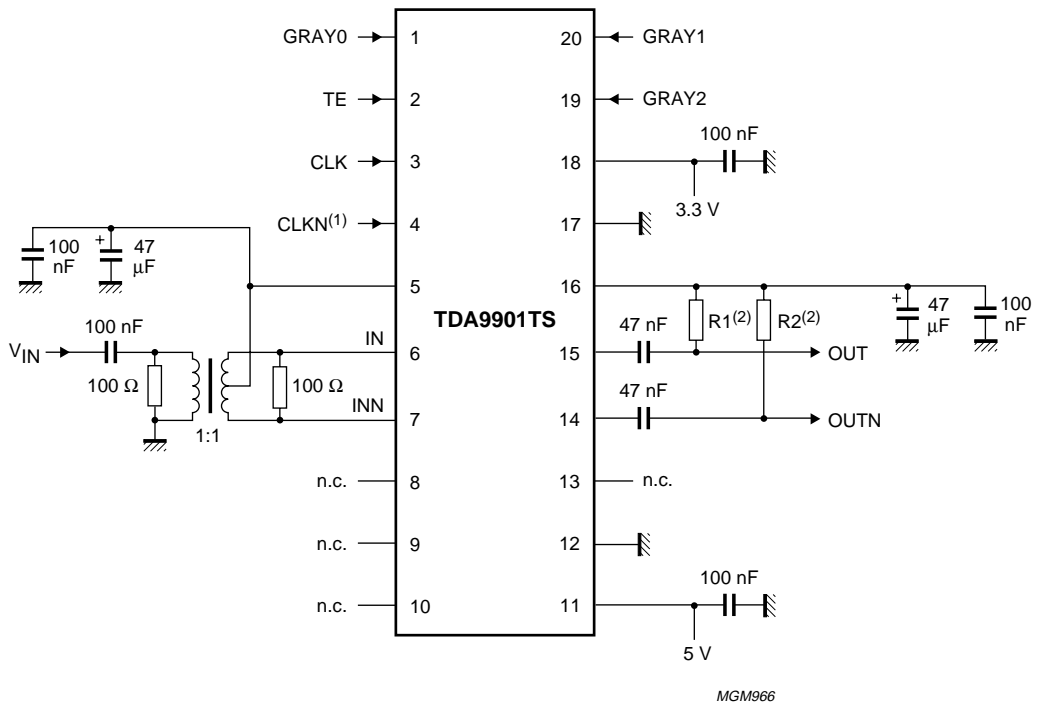 GRAY0 1 20 GRAY1
TE 2 19 GRAY2
100 nF
CLK 3 18
3.3 V
CLKN(1) 4 17
100 nF
47 μF
5 16
TDA9901TS
R1(2) R2(2)
47 μF
100 nF
100 nF
47 nF
VIN
IN 6 15 OUT
100 Ω
100 Ω
47 nF
INN 7 14 OUTN
1:1
n.c. 8 13 n.c.
n.c. 9 12
100 nF
n.c. 10 11
5 V
MGM966